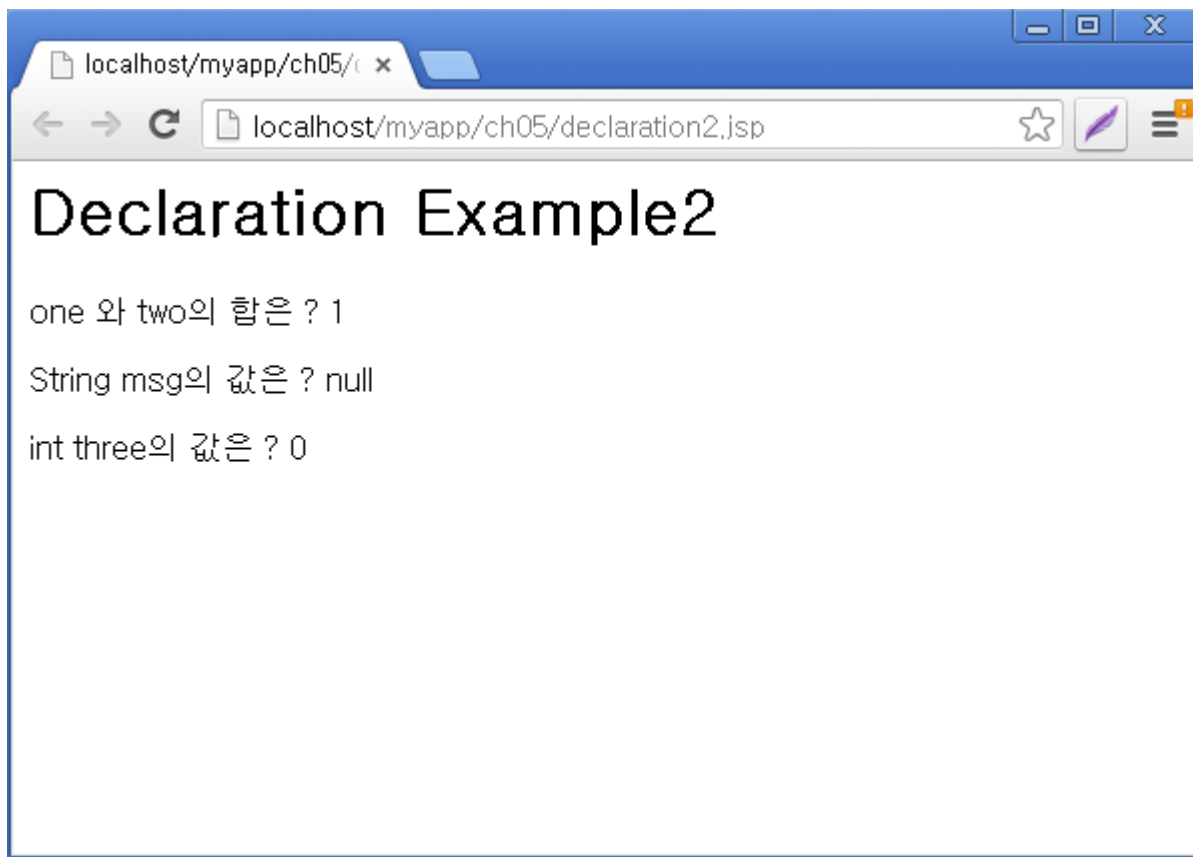 localhost/myapp/ch05/
localhost/myapp/ch05/declaration2.jsp
Declaration Example2
one 와 two의 합은 ? 1
String msg의 값은 ? null
int three의 값은 ? 0